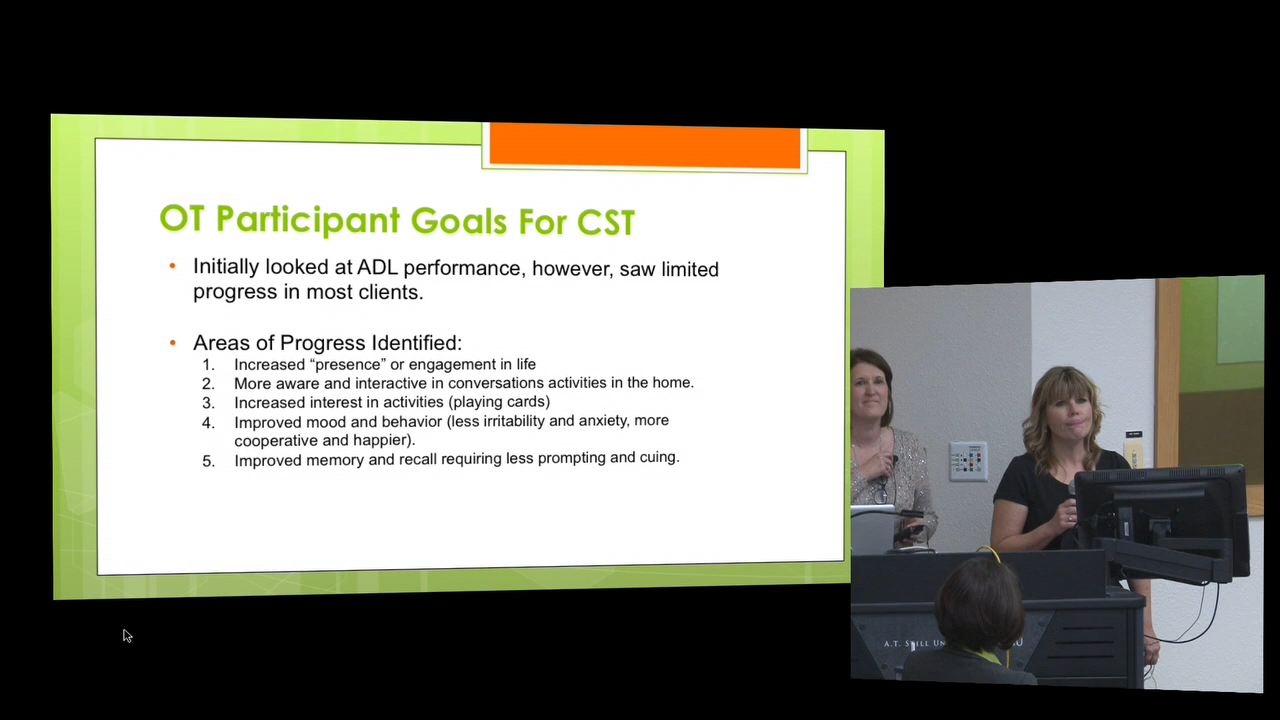 OT Participant Goals For CST
• Initially looked at ADL performance, however, saw limited
progress in most clients.
• Areas of Progress Identified:
1. Increased “presence” or engagement in life
2. More aware and interactive in conversations activities in the home.
3. Increased interest in activities (playing cards)
4. Improved mood and behavior (less irritability and anxiety, more
cooperative and happier).
5. Improved memory and recall requiring less prompting and cuing.
A.T. STILL